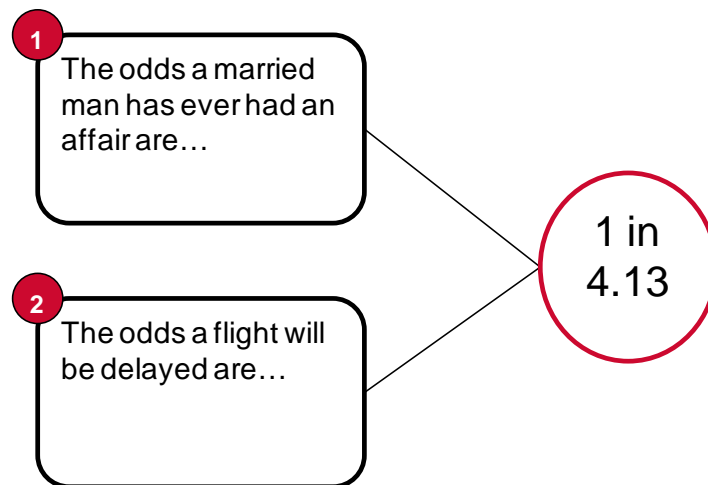 1
The odds a married
man has ever had an
affair are…
2
The odds a flight will
be delayed are…
1 in
4.13